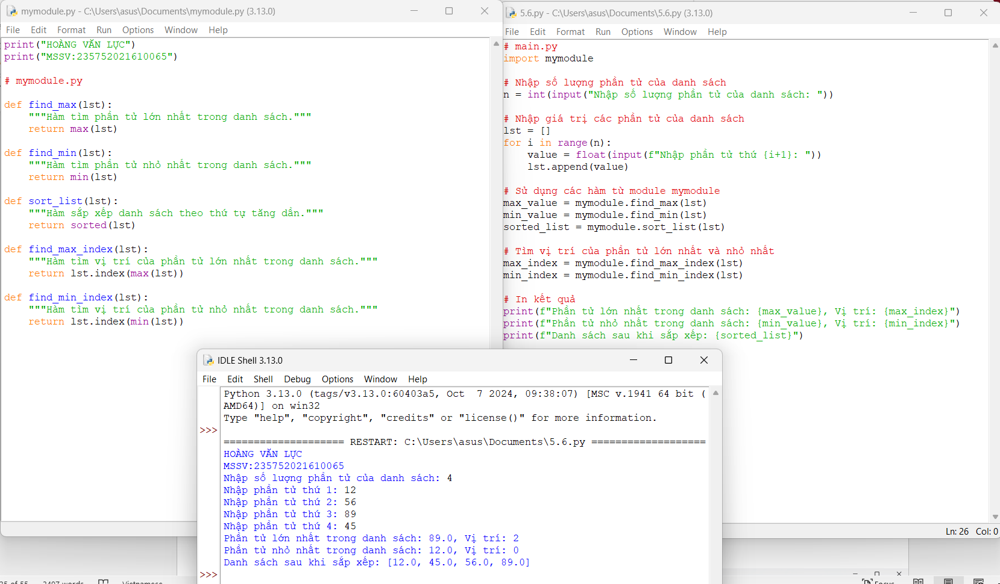 mymodule.py - C:\Users\asus\Documents\mymodule.py (3.13.0)
File Edit Format Run Options Window Help
print("HOÀNG VĂN LỰC")
print("MSSV:235752021610065")
# mymodule.py
def find_max(lst):
"""Hàm tìm phần tử lớn nhất trong danh sách."""
return max(lst)
def find_min(lst):
"""Hàm tìm phần tử nhỏ nhất trong danh sách."""
return min(lst)
def sort_list(lst):
"""Hàm sắp xếp danh sách theo thứ tự tăng dần."""
return sorted(lst)
def find_max_index(lst):
"""Hàm tìm vị trí của phần tử lớn nhất trong danh sách."""
return lst.index(max(lst))
def find_min_index(lst):
"""Hàm tìm vị trí của phần tử nhỏ nhất trong danh sách."""
return lst.index(min(lst))
5.6.py - C:\Users\asus\Documents\5.6.py (3.13.0)
File Edit Format Run Options Window Help
# main.py
import mymodule
# Nhập số lượng phần tử của danh sách
n = int(input("Nhập số lượng phần tử của danh sách: "))
# Nhập giá trị các phần tử của danh sách
lst = []
for i in range(n):
value = float(input(f"Nhập phần tử thứ {i+1}: "))
lst.append(value)
# Sử dụng các hàm từ module mymodule
max_value = mymodule.find_max(lst)
min_value = mymodule.find_min(lst)
sorted_list = mymodule.sort_list(lst)
# Tìm vị trí của phần tử lớn nhất và nhỏ nhất
max_index = mymodule.find_max_index(lst)
min_index = mymodule.find_min_index(lst)
# In kết quả
print(f"Phần tử lớn nhất trong danh sách: {max_value}, Vị trí: {max_index}")
print(f"Phần tử nhỏ nhất trong danh sách: {min_value}, Vị trí: {min_index}")
print(f"Danh sách sau khi sắp xếp: {sorted_list}")
Ln: 26 Col: 0
IDLE Shell 3.13.0
File Edit Shell Debug Options Window Help
Python 3.13.0 (tags/v3.13.0:60403a5, Oct  7 2024, 09:38:07) [MSC v.1941 64 bit (
AMD64)] on win32
Type "help", "copyright", "credits" or "license()" for more information.
>>>
==================== RESTART: C:\Users\asus\Documents\5.6.py ===================
HOÀNG VĂN LỰC
MSSV:235752021610065
Nhập số lượng phần tử của danh sách: 4
Nhập phần tử thứ 1: 12
Nhập phần tử thứ 2: 56
Nhập phần tử thứ 3: 89
Nhập phần tử thứ 4: 45
Phần tử lớn nhất trong danh sách: 89.0, Vị trí: 2
Phần tử nhỏ nhất trong danh sách: 12.0, Vị trí: 0
Danh sách sau khi sắp xếp: [12.0, 45.0, 56.0, 89.0]
>>>
of 55 2497 words Vietnamese
Focus